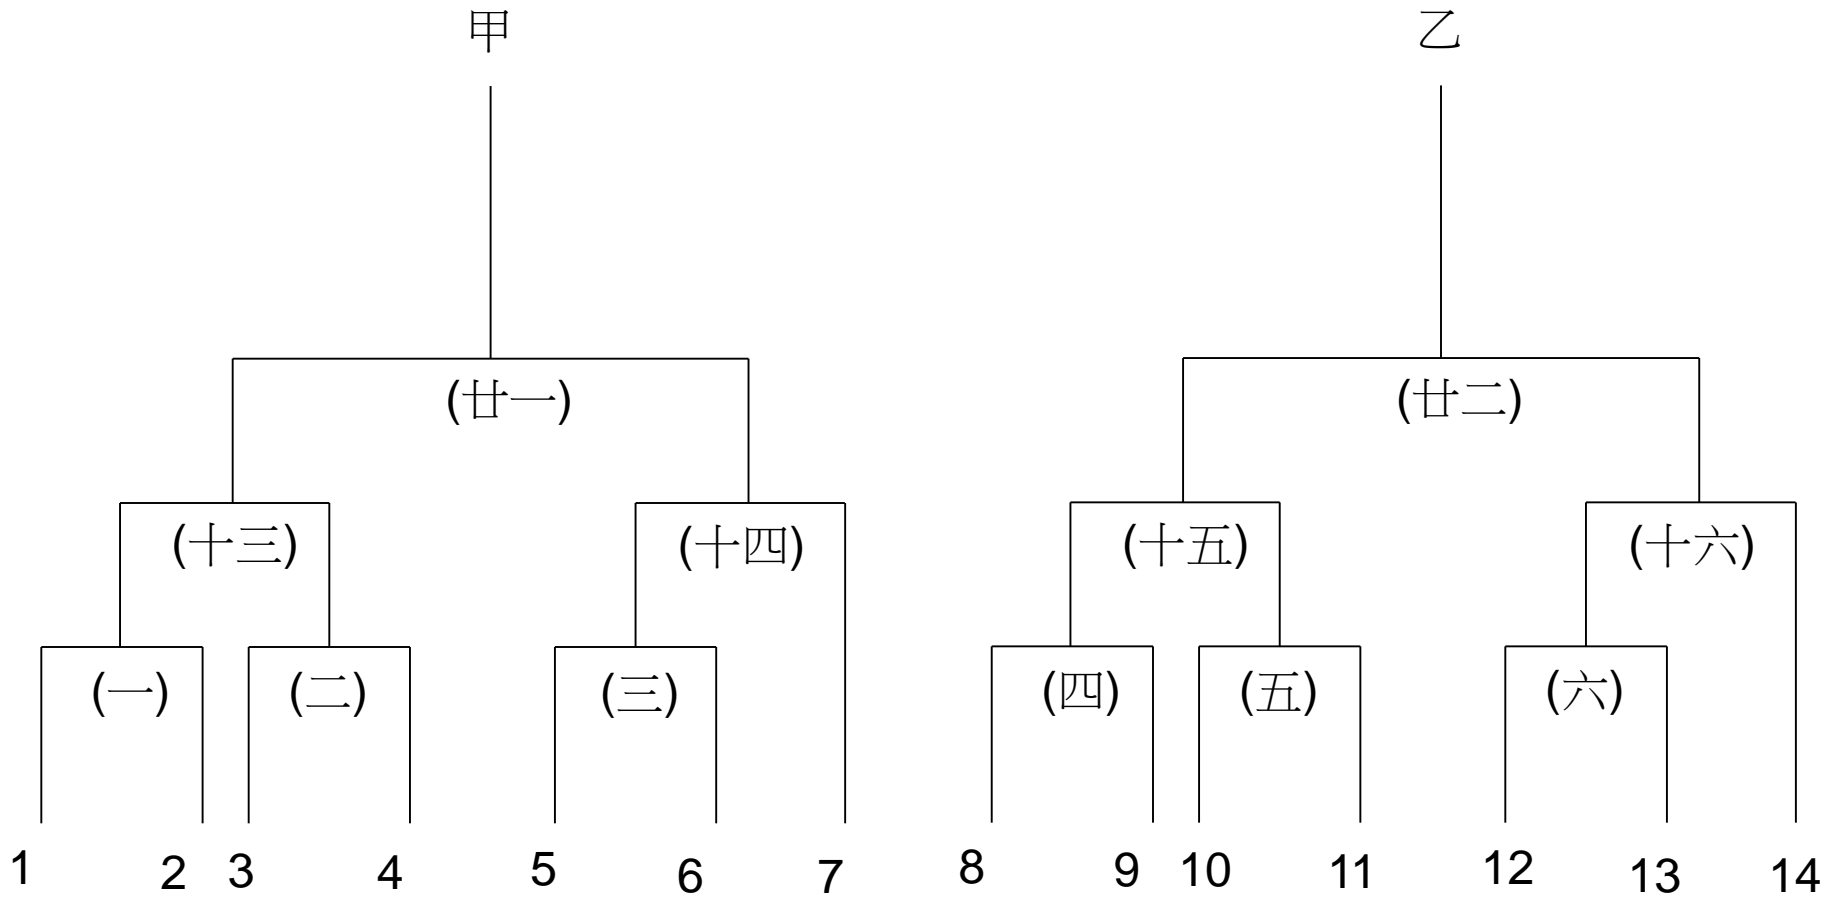 甲 乙
(廿一) (廿二)
(十三) (十四) (十五) (十六)
(一) (二) (三) (四) (五) (六)
1 2 3 4 5 6 7 8 9 10 11 12 13 14